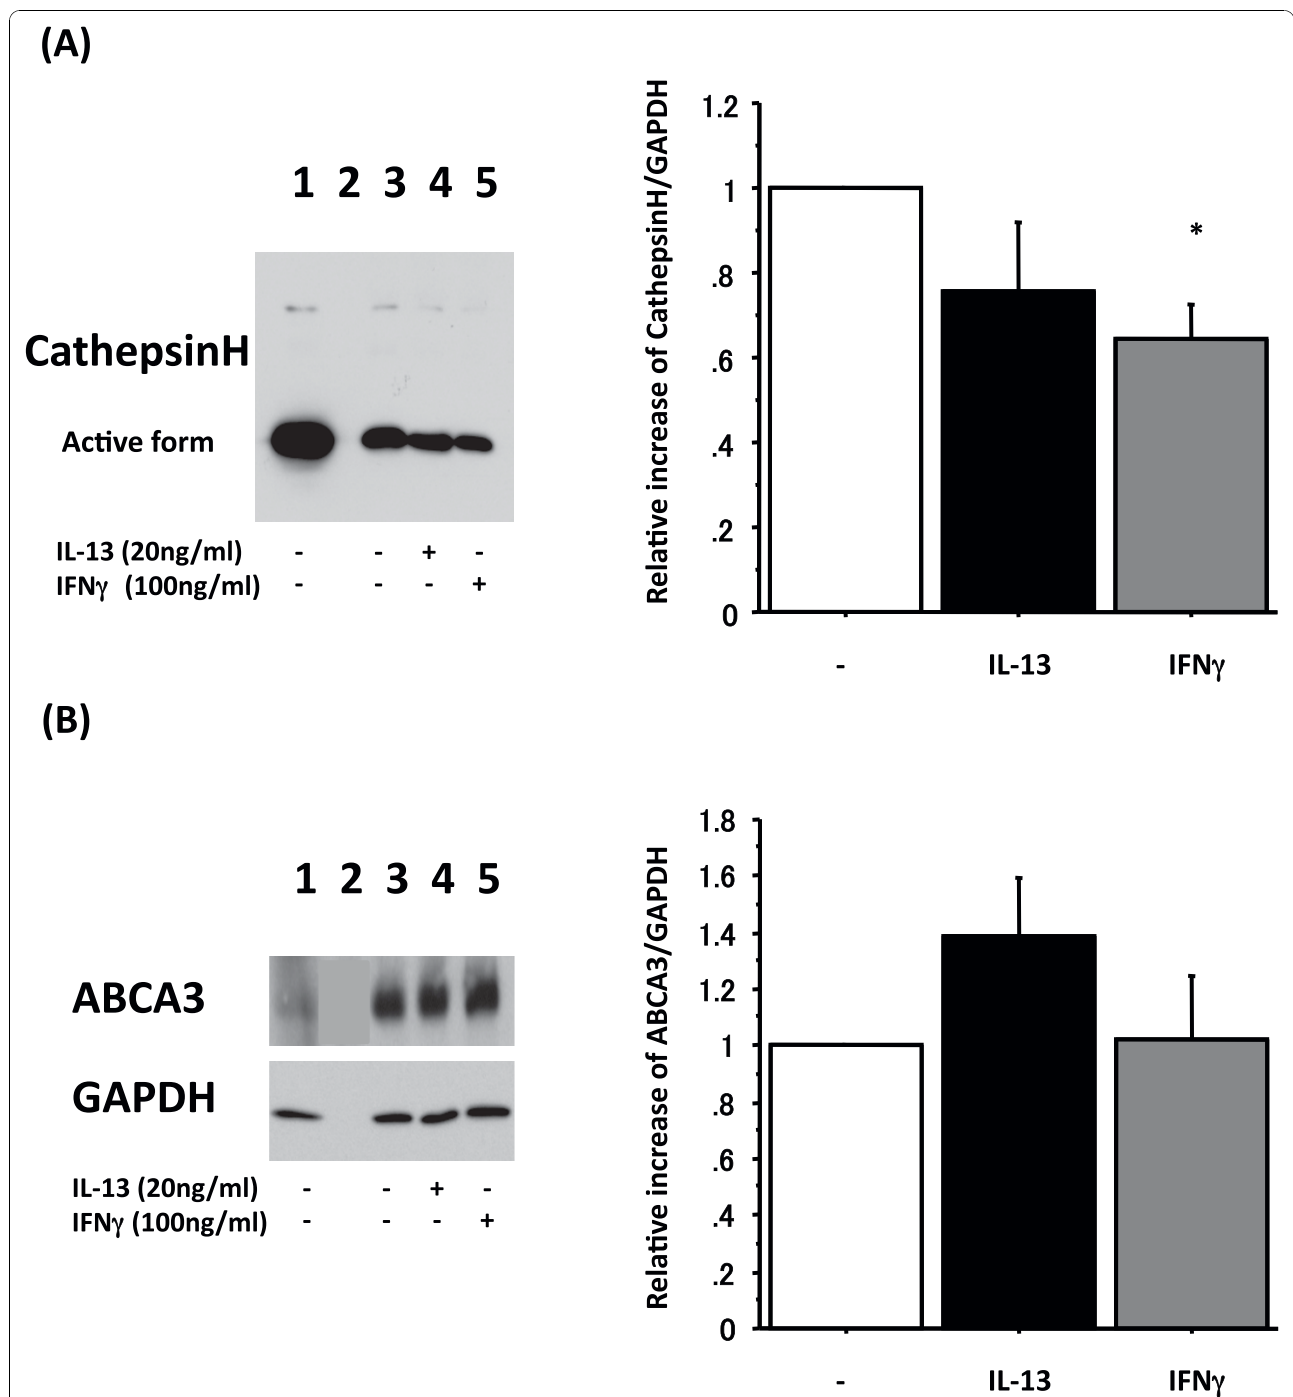 (A)
1 2 3 4 5
CathepsinH
Active form
IL-13 (20ng/ml) - - + -
IFNγ (100ng/ml) - - - +
Relative increase of CathepsinH/GAPDH
1.2
1
.8
.6
.4
.2
0
*
- IL-13 IFNγ
(B)
1 2 3 4 5
ABCA3
GAPDH
IL-13 (20ng/ml) - - + -
IFNγ (100ng/ml) - - - +
Relative increase of ABCA3/GAPDH
1.8
1.6
1.4
1.2
1
.8
.6
.4
.2
0
- IL-13 IFNγ